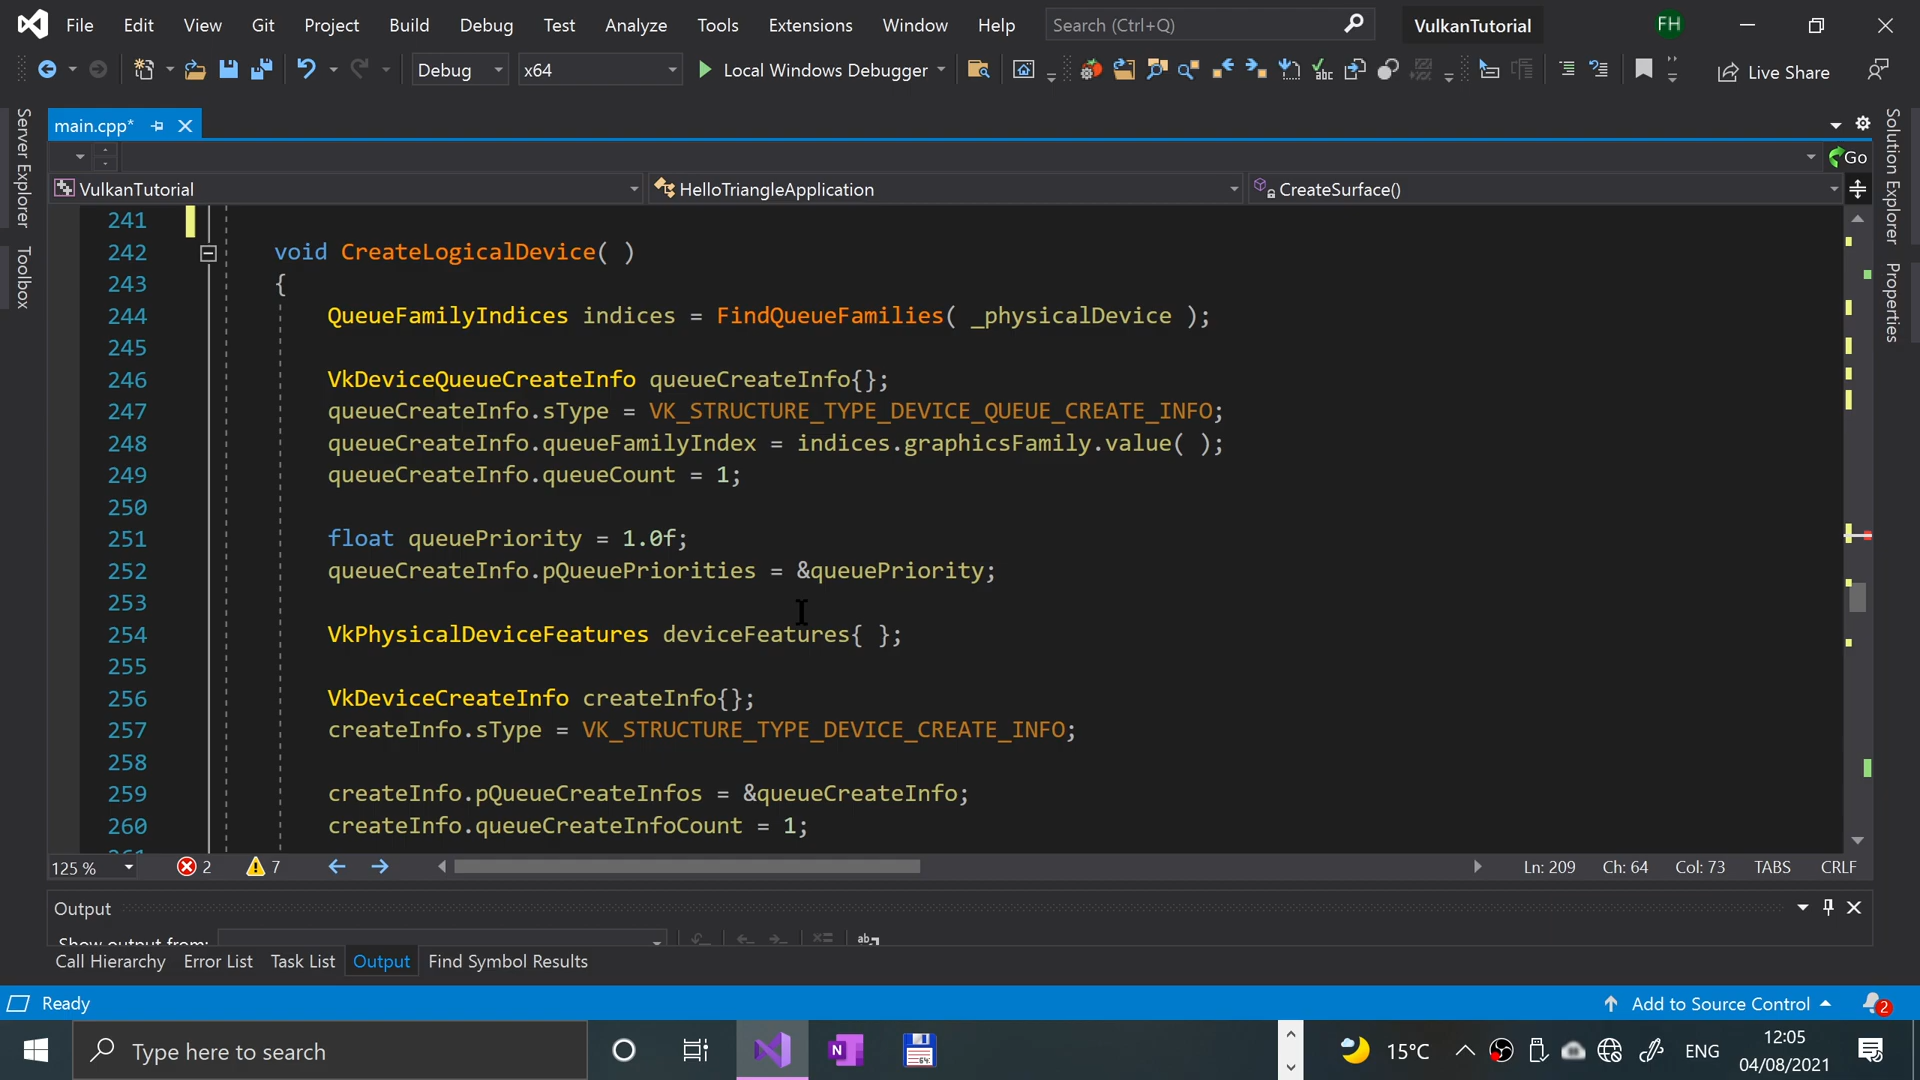 File Edit View Git Project Build Debug Test Analyze Tools Extensions Window Help Search (Ctrl+Q) VulkanTutorial FH
Debug x64 Local Windows Debugger Live Share
Server Explorer
Toolbox
main.cpp*
Go
VulkanTutorial HelloTriangleApplication CreateSurface()
241
242 void CreateLogicalDevice( )
243 {
244 QueueFamilyIndices indices = FindQueueFamilies( _physicalDevice );
245
246 VkDeviceQueueCreateInfo queueCreateInfo{};
247 queueCreateInfo.sType = VK_STRUCTURE_TYPE_DEVICE_QUEUE_CREATE_INFO;
248 queueCreateInfo.queueFamilyIndex = indices.graphicsFamily.value( );
249 queueCreateInfo.queueCount = 1;
250
251 float queuePriority = 1.0f;
252 queueCreateInfo.pQueuePriorities = &queuePriority;
253
254 VkPhysicalDeviceFeatures deviceFeatures{ };
255
256 VkDeviceCreateInfo createInfo{};
257 createInfo.sType = VK_STRUCTURE_TYPE_DEVICE_CREATE_INFO;
258
259 createInfo.pQueueCreateInfos = &queueCreateInfo;
260 createInfo.queueCreateInfoCount = 1;
261
Solution Explorer
Properties
125 % 2 7 Ln: 209 Ch: 64 Col: 73 TABS CRLF
Output
Show output from:
Call Hierarchy Error List Task List Output Find Symbol Results
Ready Add to Source Control 2
Type here to search 15°C ENG 12:05
04/08/2021